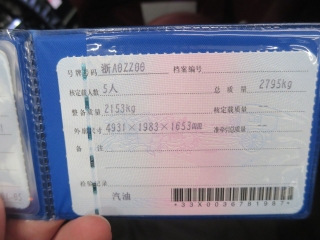 号牌号码 浙A0ZZ00 档案编号
核定载人数 5人 总质量 2795kg
整备质量 2153kg 核定载质量 --
外廓尺寸 4931×1983×1653mm 准牵引总质量 --
备注
检验记录
汽油